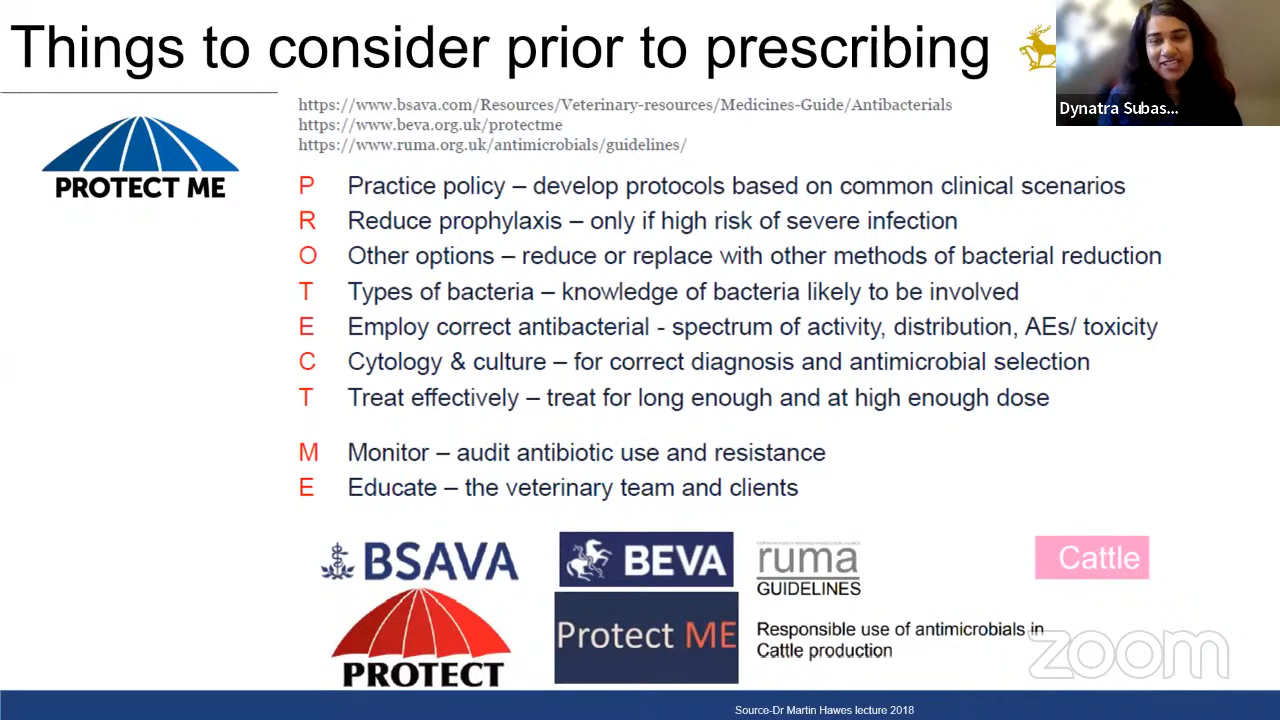 Things to consider prior to prescribing
Dynatra Subas...
https://www.bsava.com/Resources/Veterinary-resources/Medicines-Guide/Antibacterials
https://www.beva.org.uk/protectme
https://www.ruma.org.uk/antimicrobials/guidelines/
PROTECT ME
P Practice policy – develop protocols based on common clinical scenarios
R Reduce prophylaxis – only if high risk of severe infection
O Other options – reduce or replace with other methods of bacterial reduction
T Types of bacteria – knowledge of bacteria likely to be involved
E Employ correct antibacterial - spectrum of activity, distribution, AEs/ toxicity
C Cytology & culture – for correct diagnosis and antimicrobial selection
T Treat effectively – treat for long enough and at high enough dose
M Monitor – audit antibiotic use and resistance
E Educate – the veterinary team and clients
BSAVA
PROTECT
BEVA
Protect ME
ruma
GUIDELINES
Responsible use of antimicrobials in
Cattle production
Cattle
zoom
Source-Dr Martin Hawes lecture 2018